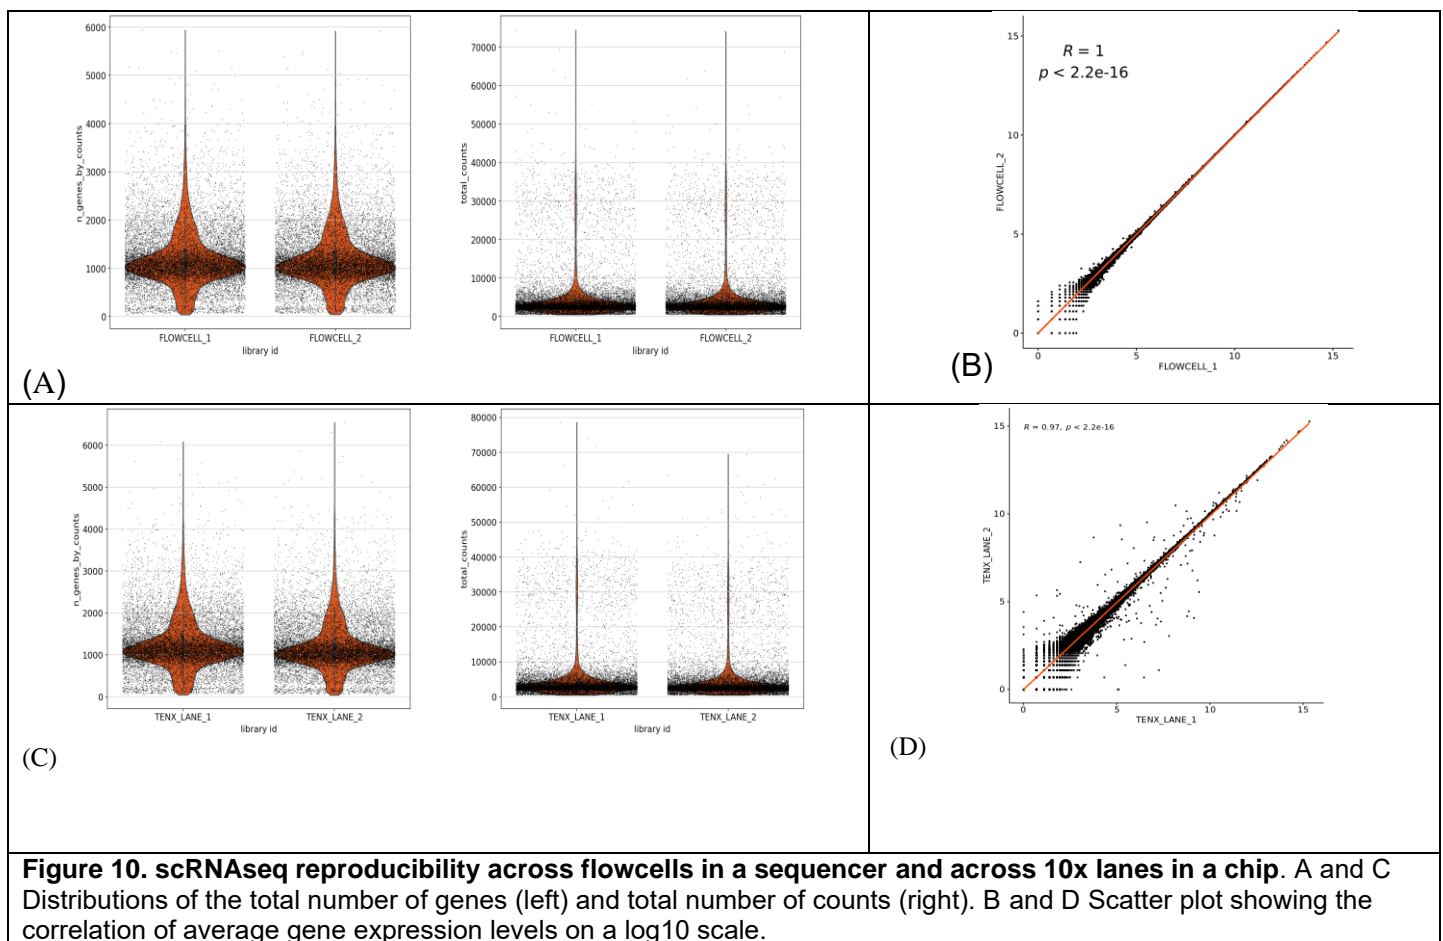 6000
5000
4000
3000
2000
1000
0
n_genes_by_counts
FLOWCELL_1
FLOWCELL_2
library id
70000
60000
50000
40000
30000
20000
10000
0
total_counts
FLOWCELL_1
FLOWCELL_2
library id
(A)
15
10
5
0
R = 1
p < 2.2e-16
FLOWCELL_2
0
5
10
15
FLOWCELL_1
(B)
6000
5000
4000
3000
2000
1000
0
n_genes_by_counts
TENX_LANE_1
TENX_LANE_2
library id
80000
70000
60000
50000
40000
30000
20000
10000
0
total_counts
TENX_LANE_1
TENX_LANE_2
library id
(C)
15
10
5
0
R = 0.97, p < 2.2e-16
TENX_LANE_2
0
5
10
15
TENX_LANE_1
(D)
Figure 10. scRNAseq reproducibility across flowcells in a sequencer and across 10x lanes in a chip. A and C
Distributions of the total number of genes (left) and total number of counts (right). B and D Scatter plot showing the
correlation of average gene expression levels on a log10 scale.